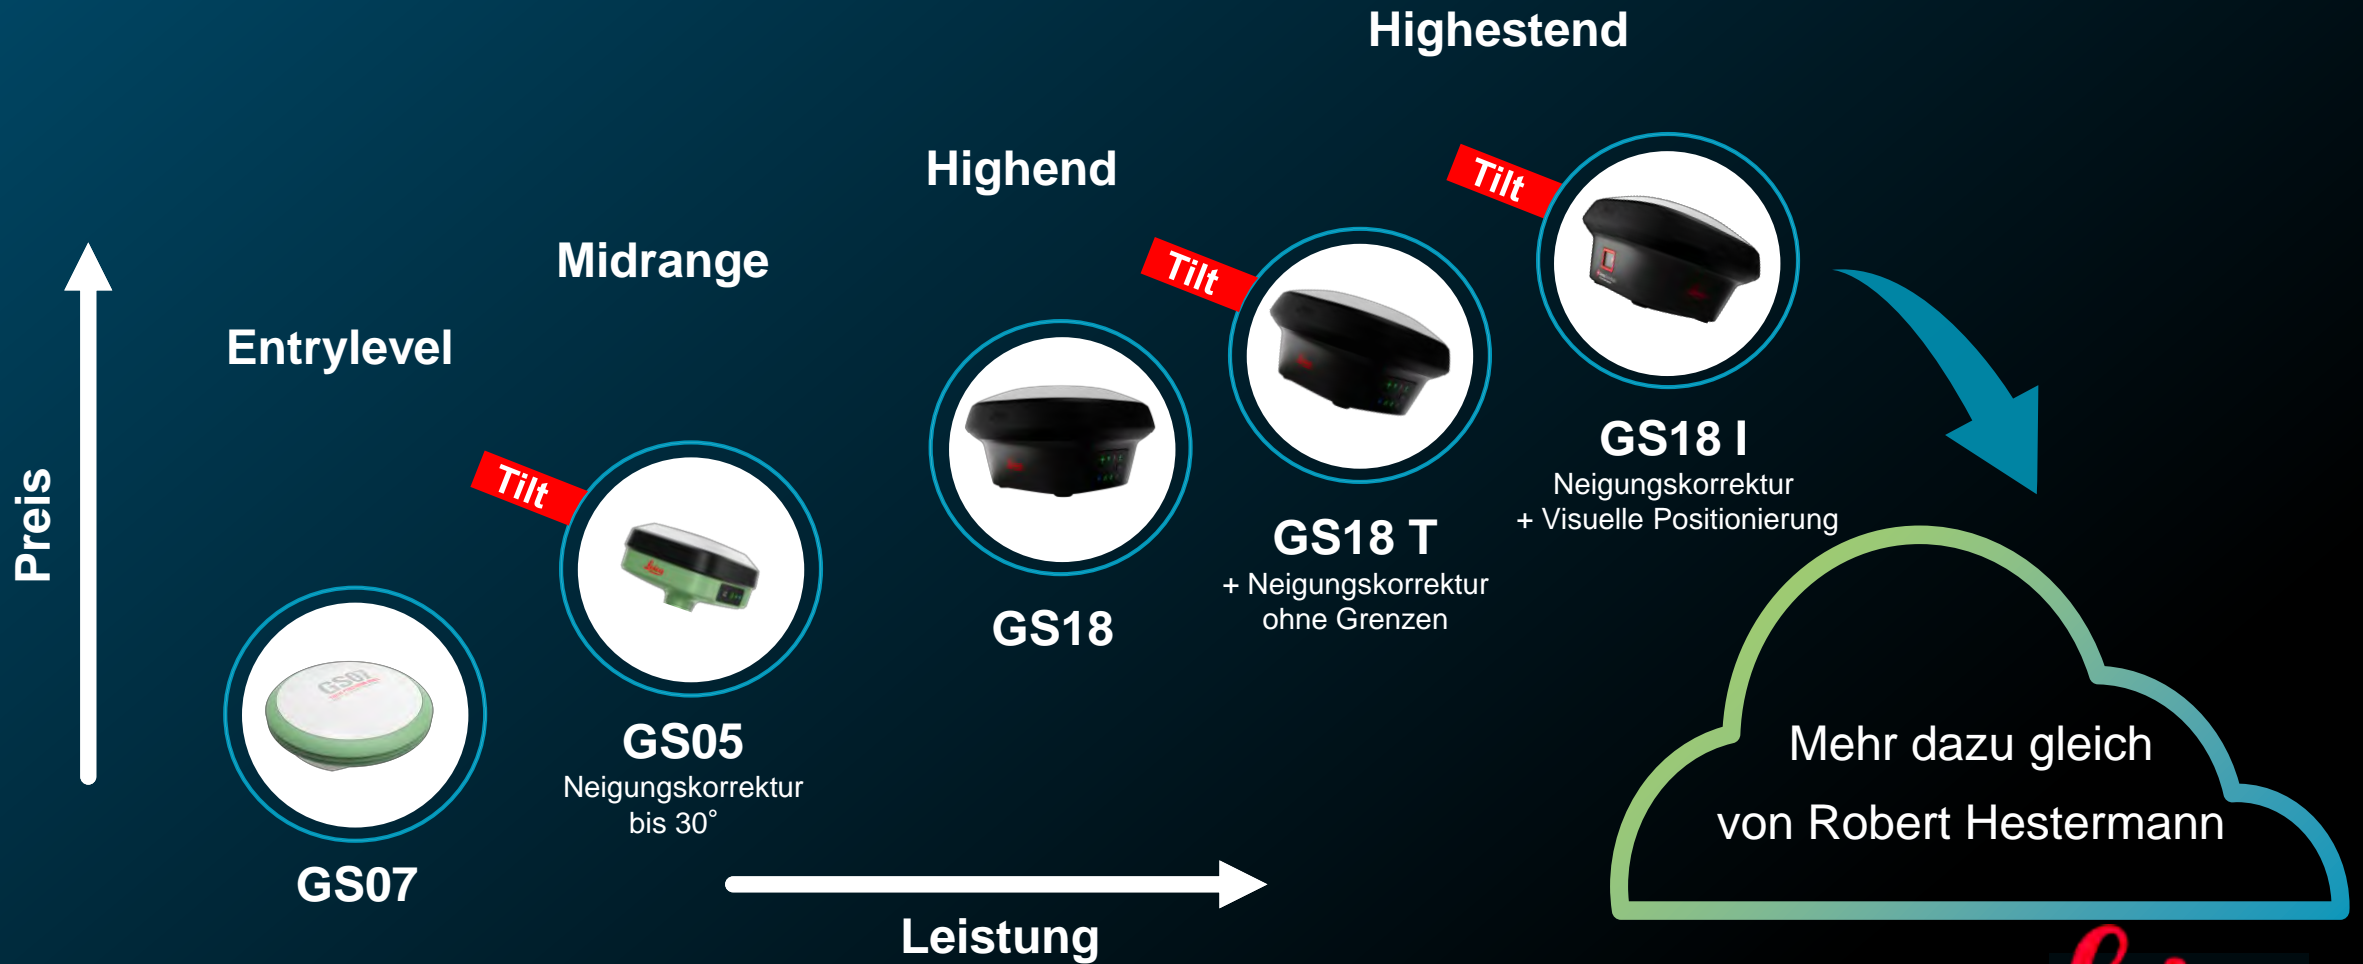 Highestend
Highend
Midrange
Entrylevel
Tilt
Tilt
Tilt
Tilt
Preis
GS07
GS07
GS05
Neigungskorrektur
bis 30°
GS18
GS18 T
+ Neigungskorrektur
ohne Grenzen
GS18 I
Neigungskorrektur
+ Visuelle Positionierung
Mehr dazu gleich
von Robert Hestermann
Leistung